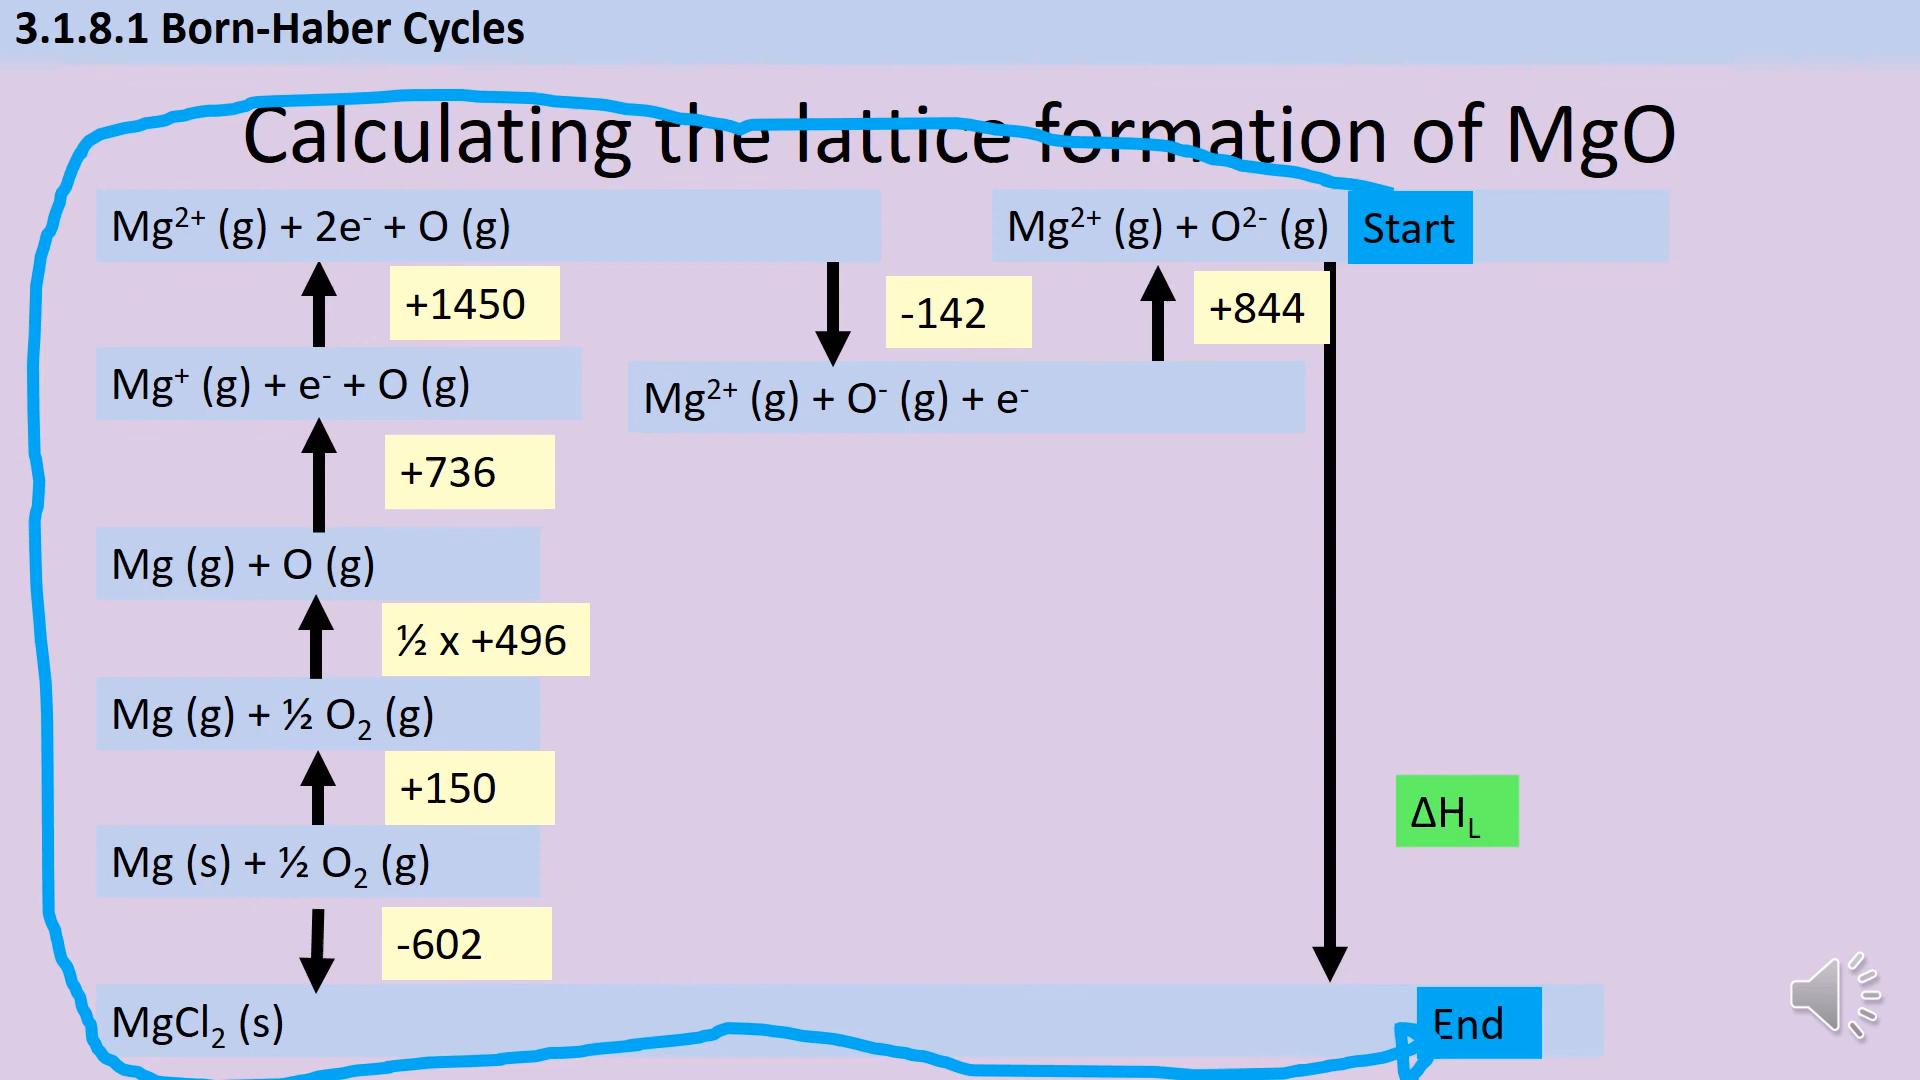 3.1.8.1 Born-Haber Cycles
Calculating the lattice formation of MgO
Mg²⁺ (g) + 2e⁻ + O (g)
Mg²⁺ (g) + O²⁻ (g)
Start
+1450
-142
+844
Mg⁺ (g) + e⁻ + O (g)
Mg²⁺ (g) + O⁻ (g) + e⁻
+736
Mg (g) + O (g)
½ x +496
Mg (g) + ½ O₂ (g)
+150
ΔH_L
Mg (s) + ½ O₂ (g)
-602
MgCl₂ (s)
End